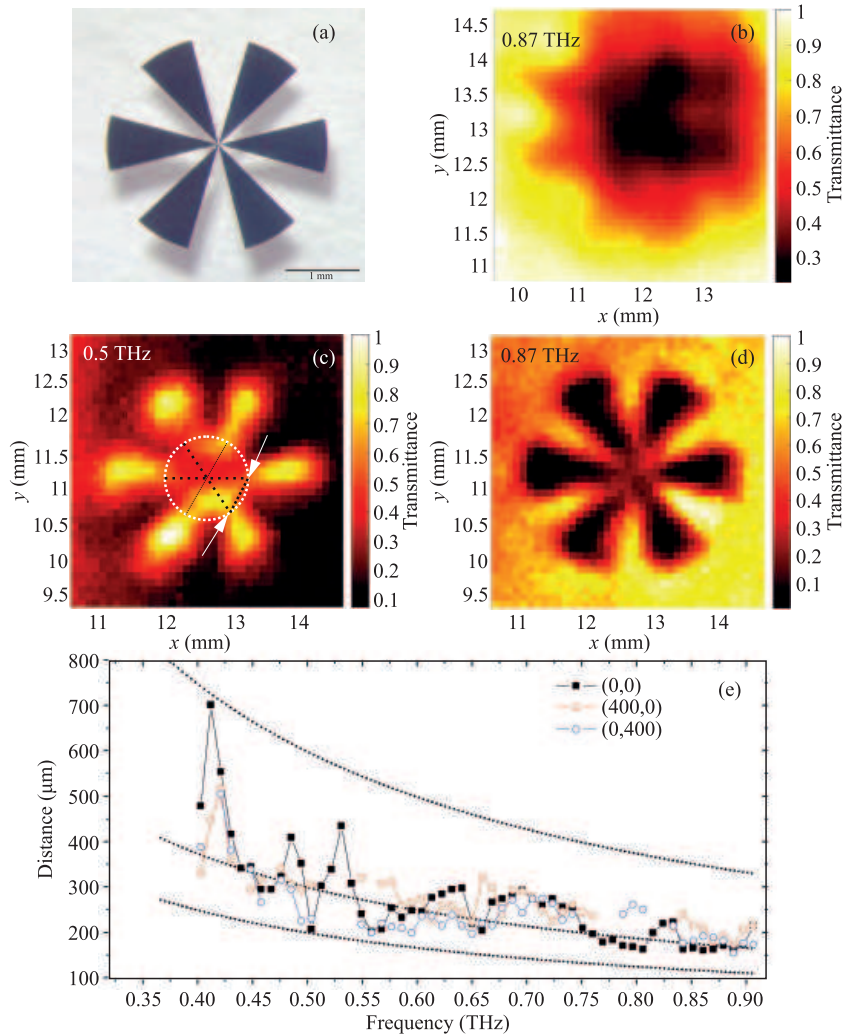 (a)
1 mm
(b)
0.87 THz
14.5
14
13.5
13
12.5
12
11.5
11
y (mm)
10 11 12 13
x (mm)
1
0.9
0.8
0.7
0.6
0.5
0.4
0.3
Transmittance
(c)
0.5 THz
13
12.5
12
11.5
11
10.5
10
9.5
y (mm)
11 12 13 14
x (mm)
1
0.9
0.8
0.7
0.6
0.5
0.4
0.3
0.2
0.1
Transmittance
(d)
0.87 THz
13
12.5
12
11.5
11
10.5
10
9.5
y (mm)
11 12 13 14
x (mm)
1
0.9
0.8
0.7
0.6
0.5
0.4
0.3
0.2
0.1
Transmittance
(e)
(0,0)
(400,0)
(0,400)
800
700
600
500
400
300
200
100
Distance (μm)
0.35 0.40 0.45 0.50 0.55 0.60 0.65 0.70 0.75 0.80 0.85 0.90
Frequency (THz)